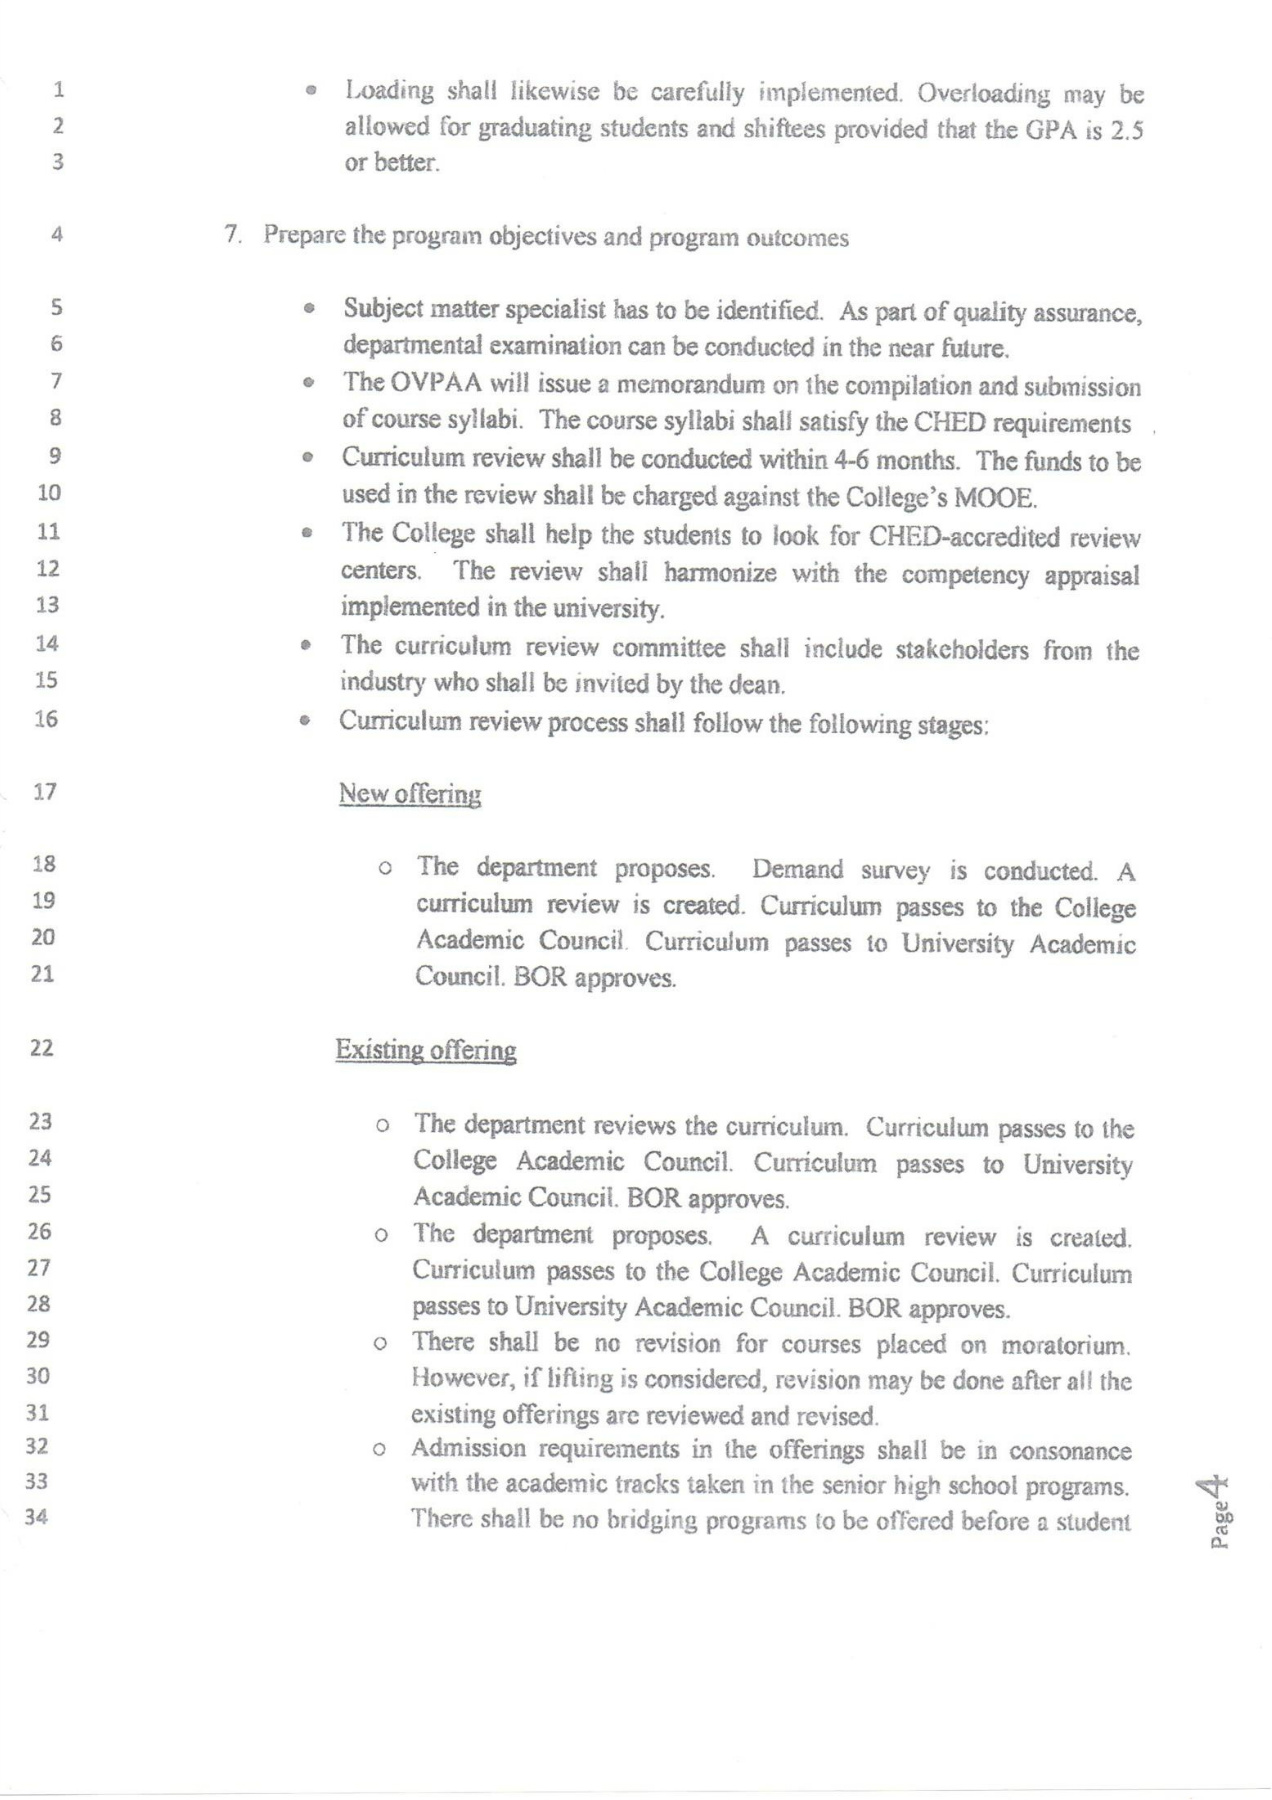 1 • Loading shall likewise be carefully implemented. Overloading may be
2 allowed for graduating students and shiftees provided that the GPA is 2.5
3 or better.
4 7. Prepare the program objectives and program outcomes
5 • Subject matter specialist has to be identified. As part of quality assurance,
6 departmental examination can be conducted in the near future.
7 • The OVPAA will issue a memorandum on the compilation and submission
8 of course syllabi. The course syllabi shall satisfy the CHED requirements
9 • Curriculum review shall be conducted within 4-6 months. The funds to be
10 used in the review shall be charged against the College's MOOE.
11 • The College shall help the students to look for CHED-accredited review
12 centers. The review shall harmonize with the competency appraisal
13 implemented in the university.
14 • The curriculum review committee shall include stakeholders from the
15 industry who shall be invited by the dean.
16 • Curriculum review process shall follow the following stages:
17 New offering
18 o The department proposes. Demand survey is conducted. A
19 curriculum review is created. Curriculum passes to the College
20 Academic Council. Curriculum passes to University Academic
21 Council. BOR approves.
22 Existing offering
23 o The department reviews the curriculum. Curriculum passes to the
24 College Academic Council. Curriculum passes to University
25 Academic Council. BOR approves.
26 o The department proposes. A curriculum review is created.
27 Curriculum passes to the College Academic Council. Curriculum
28 passes to University Academic Council. BOR approves.
29 o There shall be no revision for courses placed on moratorium.
30 However, if lifting is considered, revision may be done after all the
31 existing offerings are reviewed and revised.
32 o Admission requirements in the offerings shall be in consonance
33 with the academic tracks taken in the senior high school programs.
34 There shall be no bridging programs to be offered before a student
Page 4